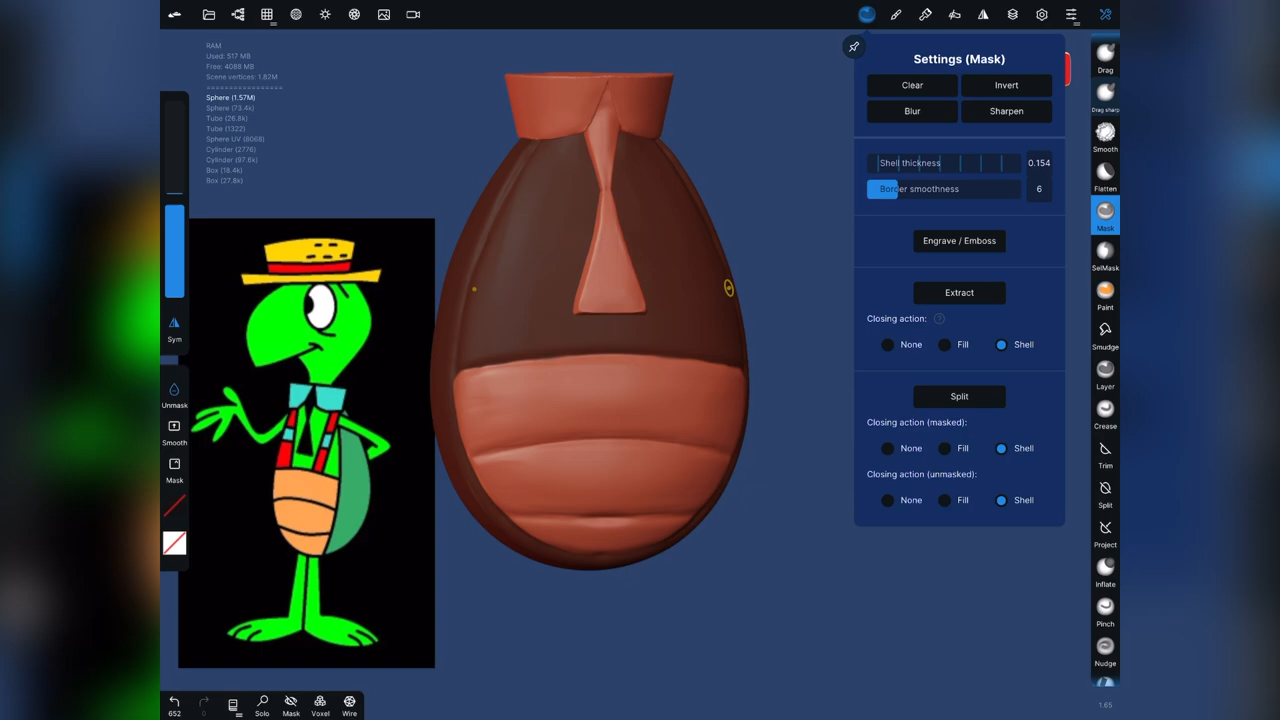 RAM
Used: 517 MB
Free: 4088 MB
Scene vertices: 1.82M
=================
Sphere (1.57M)
Sphere (73.4k)
Tube (26.8k)
Tube (1322)
Sphere UV (8068)
Cylinder (2776)
Cylinder (97.6k)
Box (18.4k)
Box (27.8k)
Sym
Unmask
Smooth
Mask
652
0
Solo
Mask
Voxel
Wire
Settings (Mask)
Clear
Invert
Blur
Sharpen
Shell thickness 0.154
Border smoothness 6
Engrave / Emboss
Extract
Closing action: ?
None Fill Shell
Split
Closing action (masked):
None Fill Shell
Closing action (unmasked):
None Fill Shell
Drag
Drag sharp
Smooth
Flatten
Mask
SelMask
Paint
Smudge
Layer
Crease
Trim
Split
Project
Inflate
Pinch
Nudge
1.65